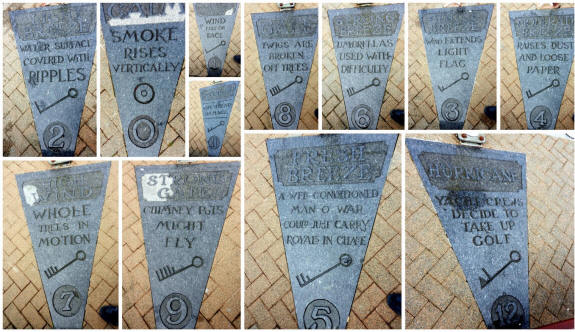 WATER SURFACE
COVERED WITH
RIPPLES
2
CALM
SMOKE
RISES
VERTICALLY
0
WIND
FACE
TWIGS ARE
BROKEN
OFF TREES
8
UMBRELLAS
USED WITH
DIFFICULTY
6
WIND EXTENDS
LIGHT
FLAG
3
RAISES DUST
AND LOOSE
PAPER
4
WIND
WHOLE
TREES IN
MOTION
7
STRONG
GALE
CHIMNEY POTS
MIGHT
FLY
9
FRESH
BREEZE
A WELL-CONDITIONED
MAN O WAR
COULD JUST CARRY
ROYALS IN CHASE
5
HURRICANE
YACHT CREWS
DECIDE TO
TAKE UP
GOLF
12